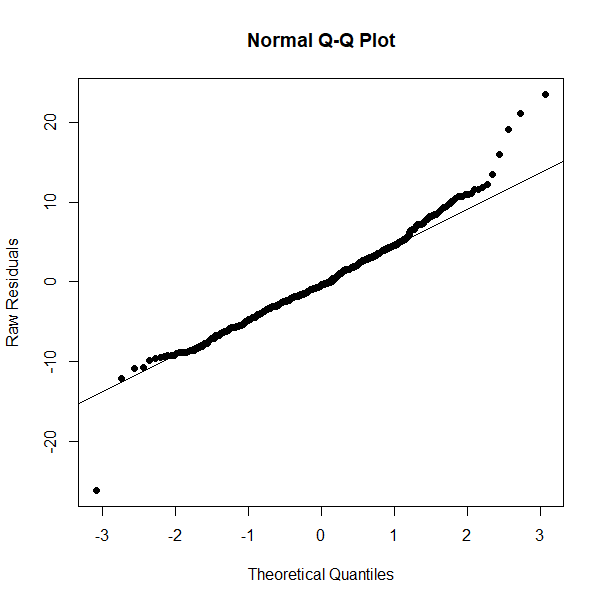 Normal Q-Q Plot
20
10
0
-10
-20
Raw Residuals
-3 -2 -1 0 1 2 3
Theoretical Quantiles